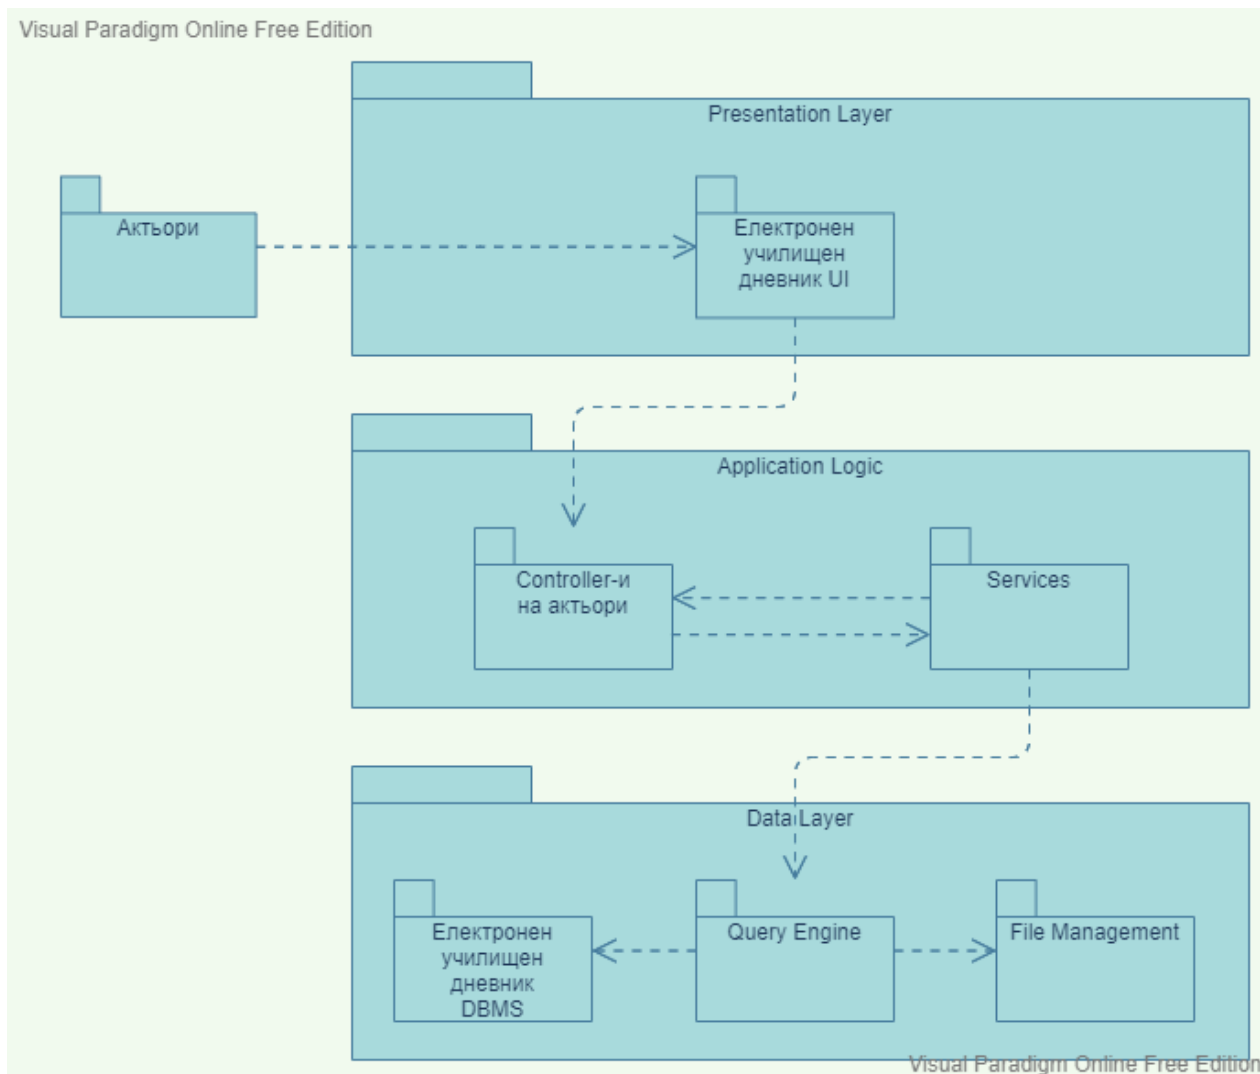 Visual Paradigm Online Free Edition
Presentation Layer
Актьори
Електронен
училищен
дневник UI
Application Logic
Controller-и
на актьори
Services
Data Layer
Електронен
училищен
дневник
DBMS
Query Engine
File Management
Visual Paradigm Online Free Edition